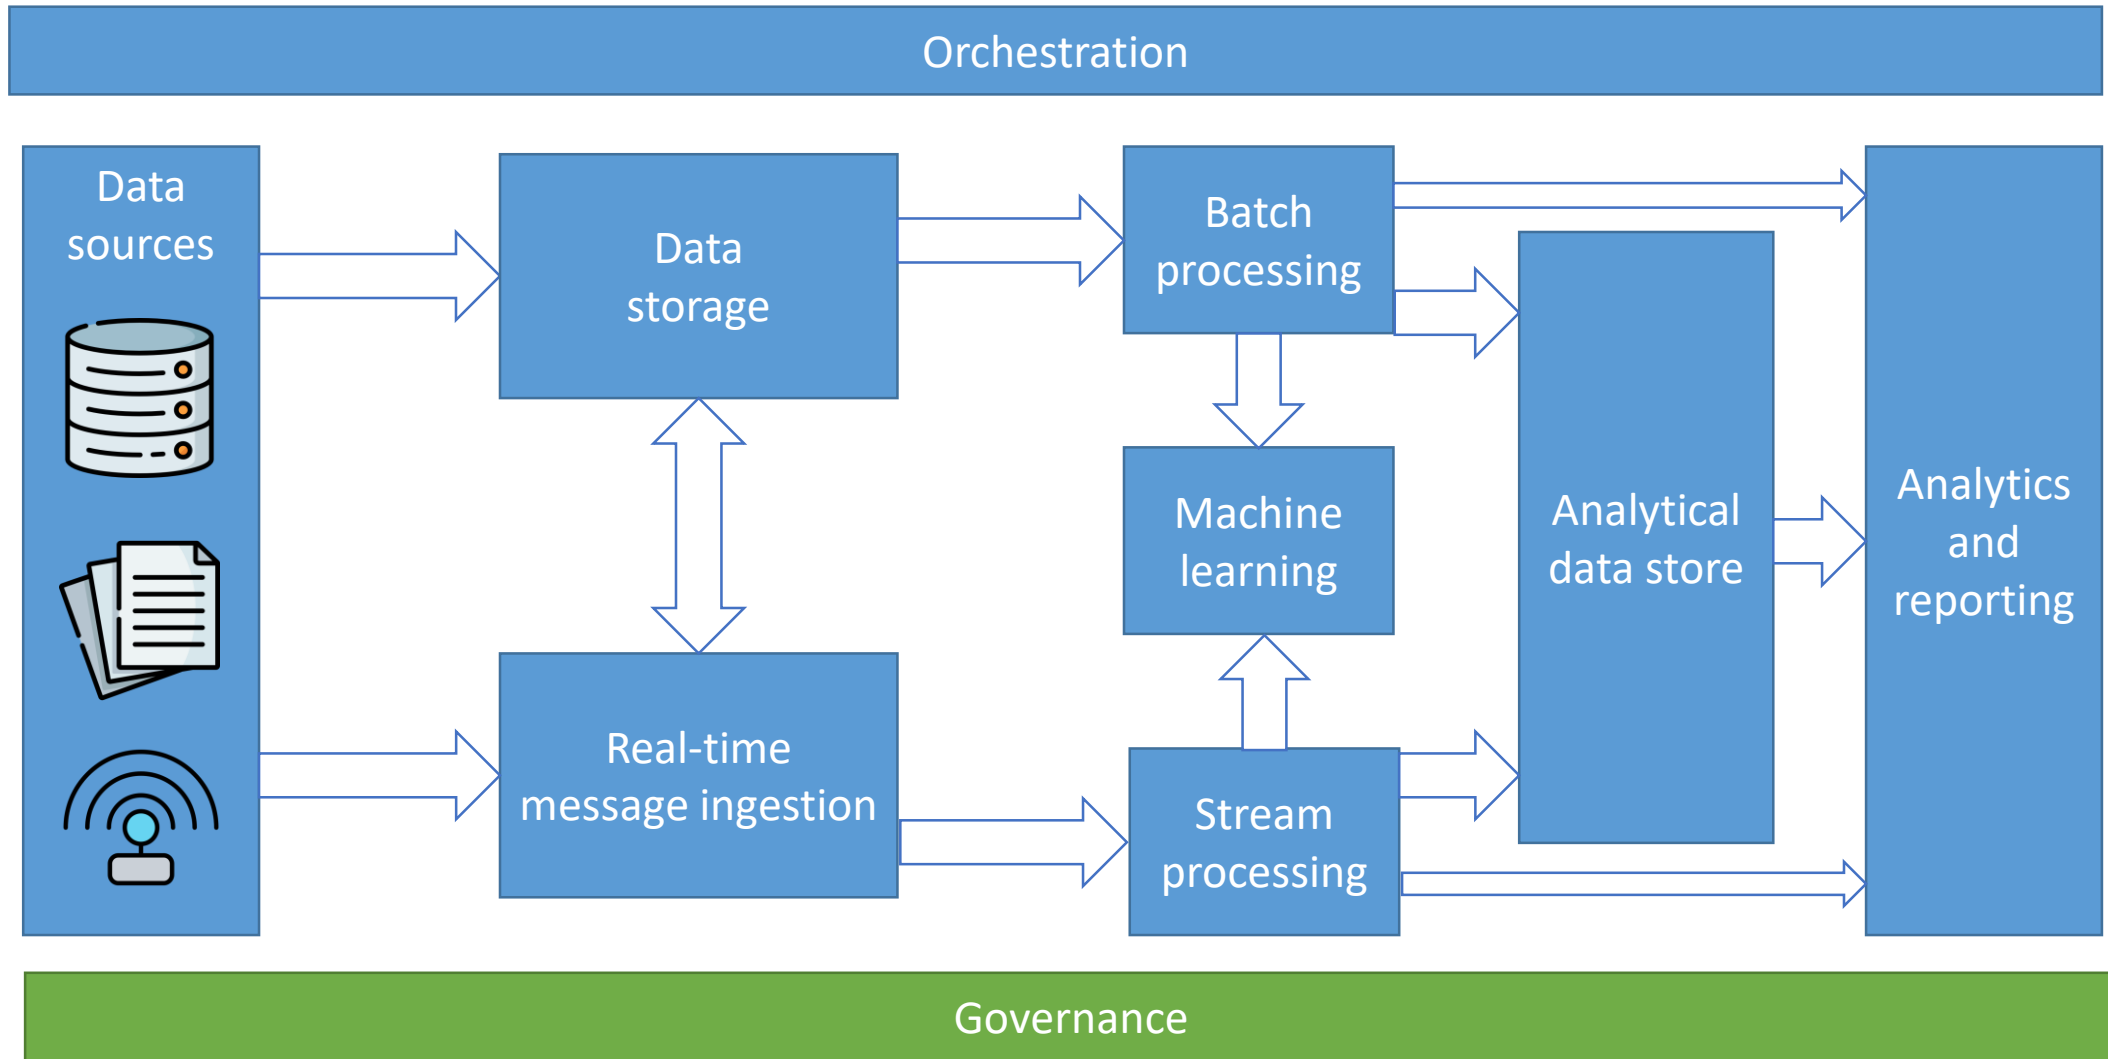 Orchestration
Data
sources
Data
storage
Real-time
message ingestion
Batch
processing
Machine
learning
Stream
processing
Analytical
data store
Analytics
and
reporting
Governance